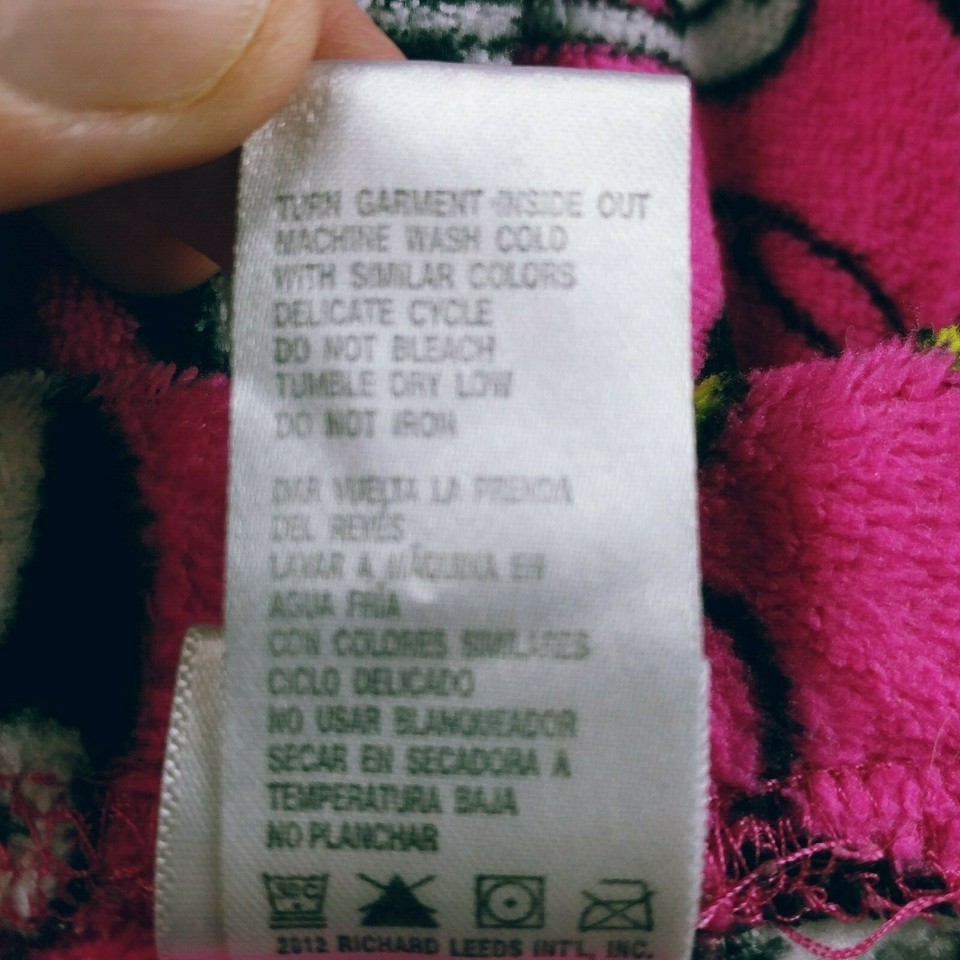 TURN GARMENT INSIDE OUT
MACHINE WASH COLD
WITH SIMILAR COLORS
DELICATE CYCLE
DO NOT BLEACH
TUMBLE DRY LOW
DO NOT IRON
DAR VUELTA LA PRENDA
DEL REVÉS
LAVAR A MÁQUINA EN
AGUA FRÍA
CON COLORES SIMILARES
CICLO DELICADO
NO USAR BLANQUEADOR
SECAR EN SECADORA A
TEMPERATURA BAJA
NO PLANCHAR
2012 RICHARD LEEDS INT'L, INC.